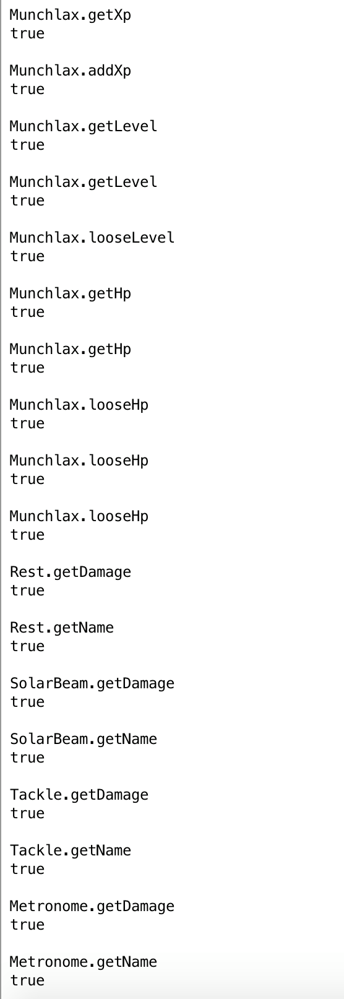 Munchlax.getXp
true
Munchlax.addXp
true
Munchlax.getLevel
true
Munchlax.getLevel
true
Munchlax.looseLevel
true
Munchlax.getHp
true
Munchlax.getHp
true
Munchlax.looseHp
true
Munchlax.looseHp
true
Munchlax.looseHp
true
Rest.getDamage
true
Rest.getName
true
SolarBeam.getDamage
true
SolarBeam.getName
true
Tackle.getDamage
true
Tackle.getName
true
Metronome.getDamage
true
Metronome.getName
true